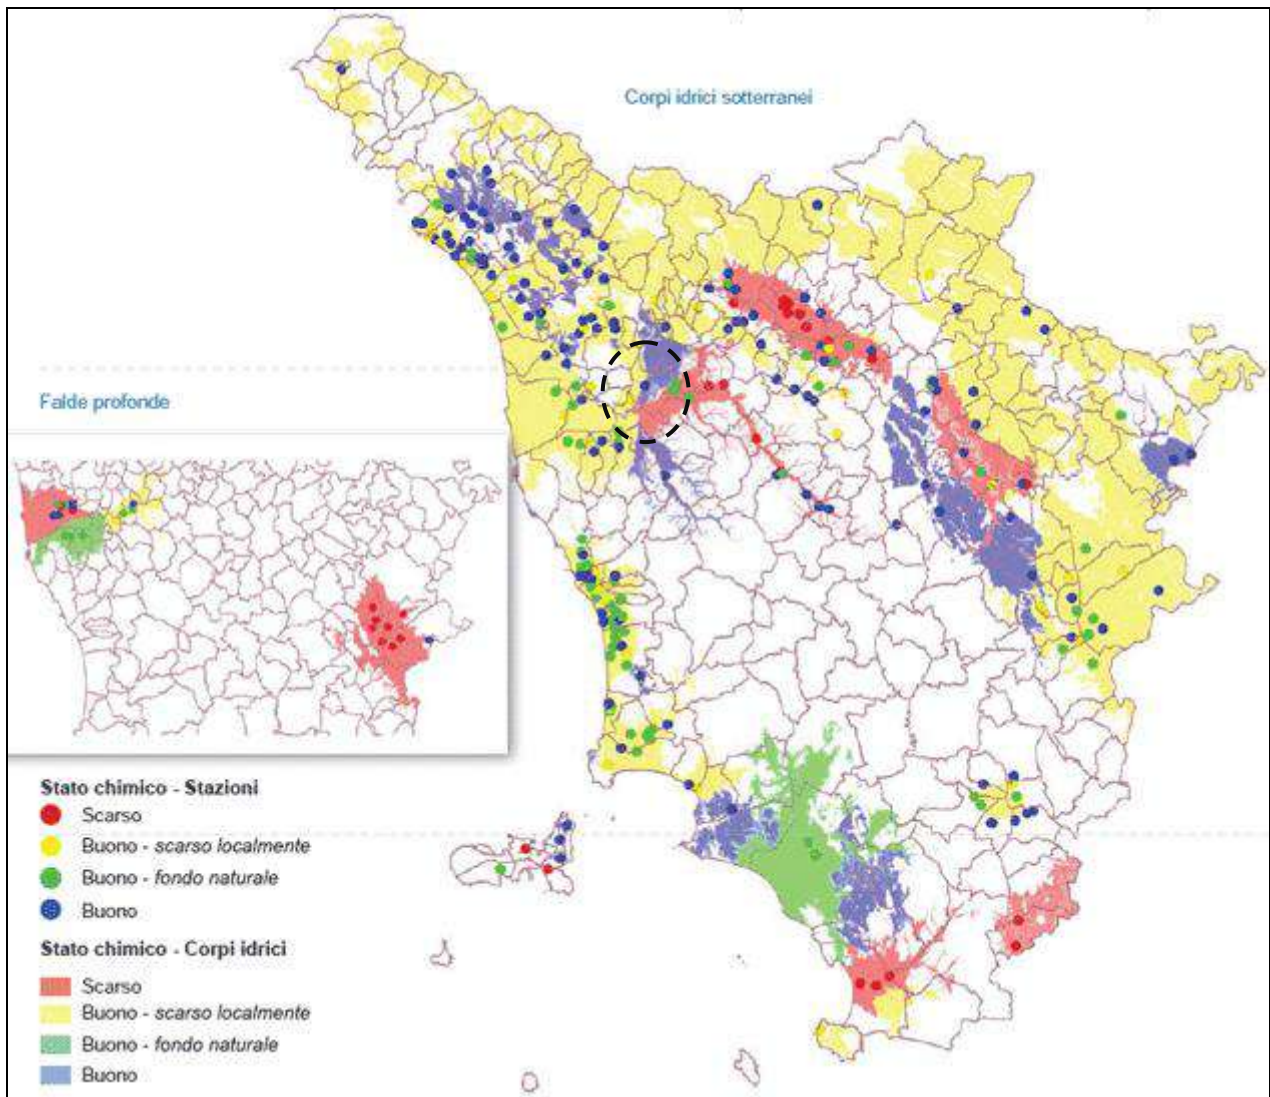 Corpi idrici sotterranei
Falde profonde
Stato chimico - Stazioni
Scarso
Buono - scarso localmente
Buono - fondo naturale
Buono
Stato chimico - Corpi idrici
Scarso
Buono - scarso localmente
Buono - fondo naturale
Buono